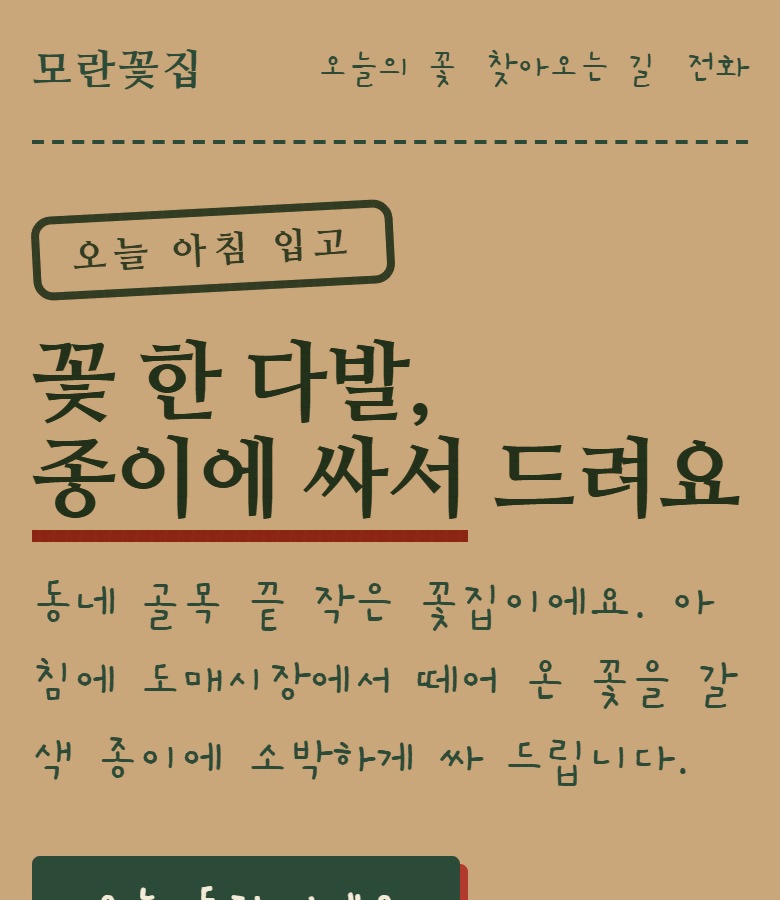 모란꽃집
오늘의 꽃 찾아오는 길 전화
오늘 아침 입고
꽃 한 다발,
종이에 싸서 드려요
동네 골목 끝 작은 꽃집이에요. 아
침에 도매시장에서 떼어 온 꽃을 갈
색 종이에 소박하게 싸 드립니다.